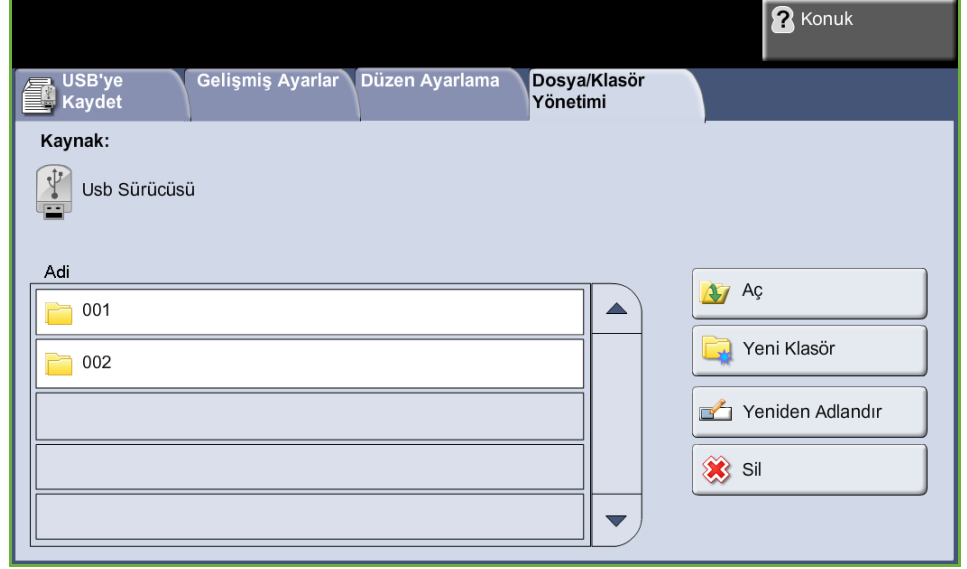 Konuk
USB'ye
Kaydet
Gelişmiş Ayarlar
Düzen Ayarlama
Dosya/Klasör
Yönetimi
Kaynak:
Usb Sürücüsü
Adi
001
002
Aç
Yeni Klasör
Yeniden Adlandır
Sil